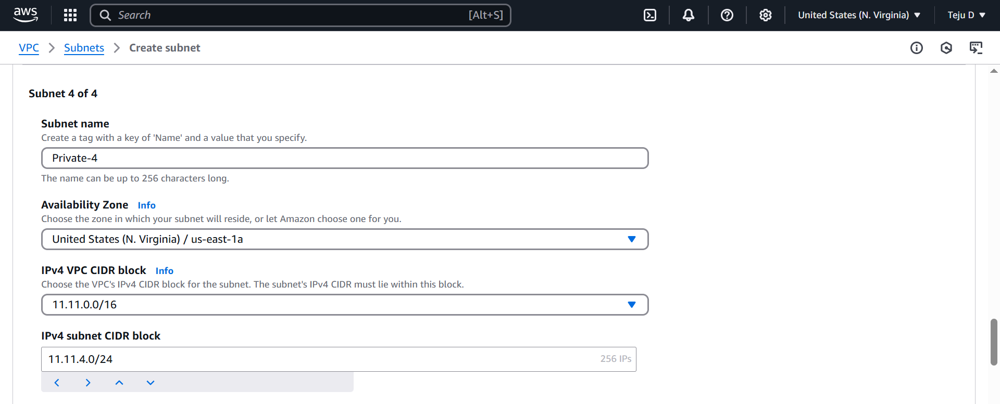 aws
Search [Alt+S] United States (N. Virginia) Teju D
VPC Subnets Create subnet
Subnet 4 of 4
Subnet name
Create a tag with a key of 'Name' and a value that you specify.
Private-4
The name can be up to 256 characters long.
Availability Zone Info
Choose the zone in which your subnet will reside, or let Amazon choose one for you.
United States (N. Virginia) / us-east-1a
IPv4 VPC CIDR block Info
Choose the VPC's IPv4 CIDR block for the subnet. The subnet's IPv4 CIDR must lie within this block.
11.11.0.0/16
IPv4 subnet CIDR block
11.11.4.0/24 256 IPs